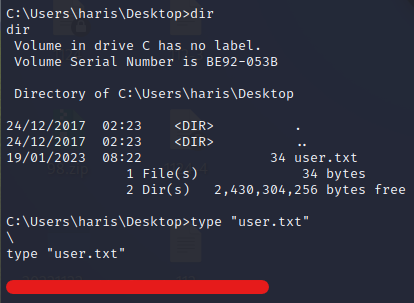 C:\Users\haris\Desktop>dir
dir
Volume in drive C has no label.
Volume Serial Number is BE92-053B
Directory of C:\Users\haris\Desktop
24/12/2017 02:23 <DIR> .
24/12/2017 02:23 <DIR> ..
19/01/2023 08:22 34 user.txt
1 File(s) 34 bytes
2 Dir(s) 2,430,304,256 bytes free
C:\Users\haris\Desktop>type "user.txt"
\
type "user.txt"